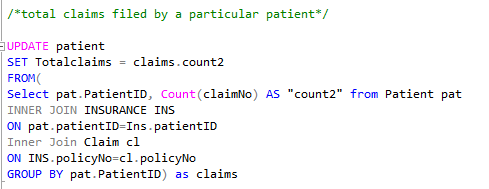 /*total claims filed by a particular patient*/
UPDATE patient
SET Totalclaims = claims.count2
FROM(
Select pat.PatientID, Count(claimNo) AS "count2" from Patient pat
INNER JOIN INSURANCE INS
ON pat.patientID=Ins.patientID
Inner Join Claim cl
ON INS.policyNo=cl.policyNo
GROUP BY pat.PatientID) as claims